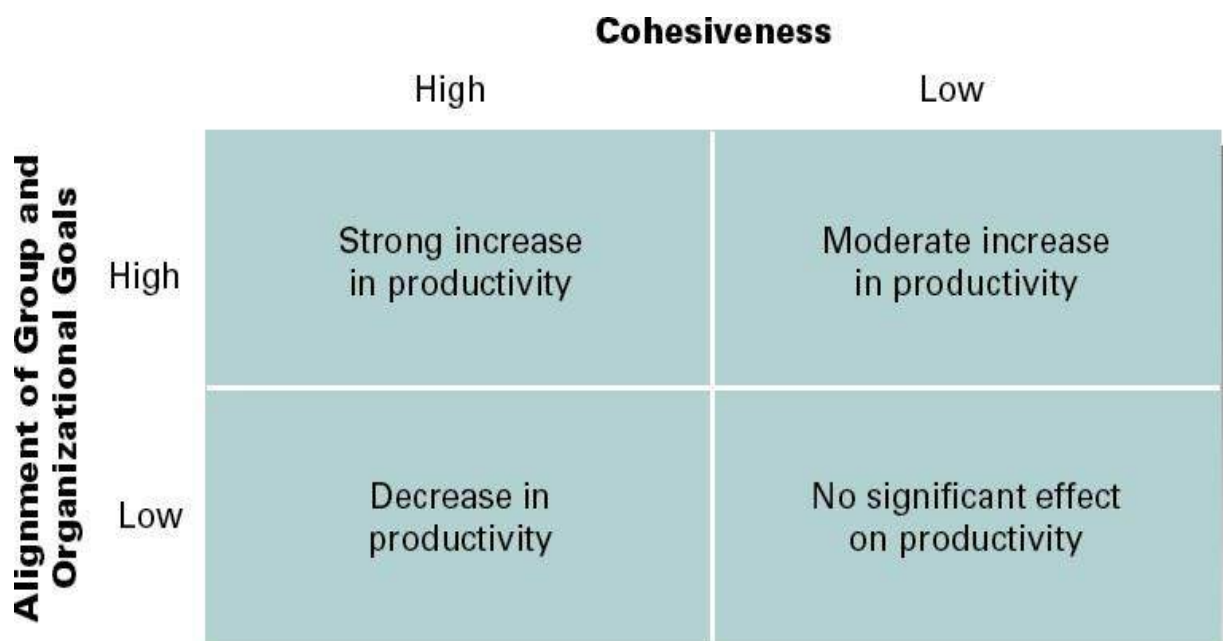 Cohesiveness
High
Low
Alignment of Group and
Organizational Goals
High
Strong increase
in productivity
Moderate increase
in productivity
Low
Decrease in
productivity
No significant effect
on productivity